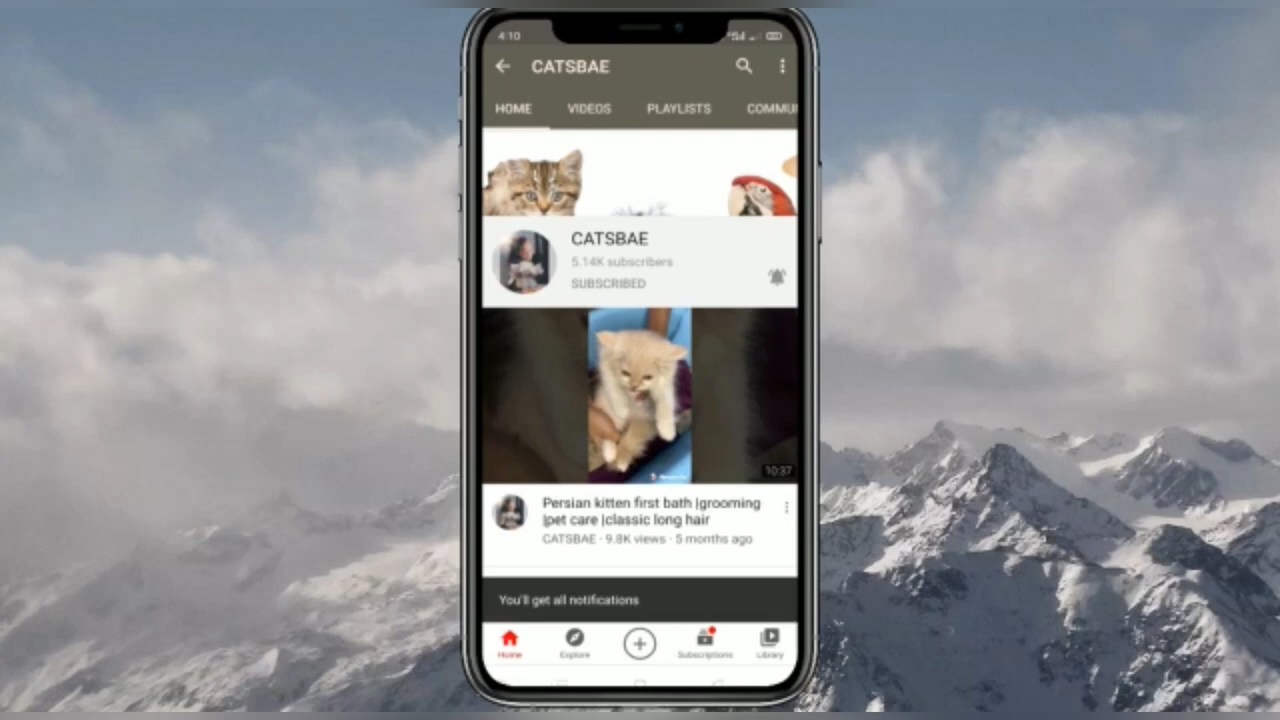 4:10
CATSBAE
HOME VIDEOS PLAYLISTS COMMUN
CATSBAE
5.14K subscribers
SUBSCRIBED
10:37
Persian kitten first bath |grooming
|pet care |classic long hair
CATSBAE · 9.8K views · 5 months ago
You'll get all notifications
Home Explore Subscriptions Library